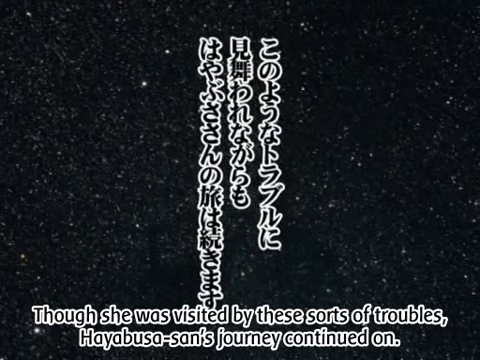 このようなトラブルに
見舞われながらも
はやぶささんの旅は続きます
Though she was visited by these sorts of troubles,
Hayabusa-san's journey continued on.